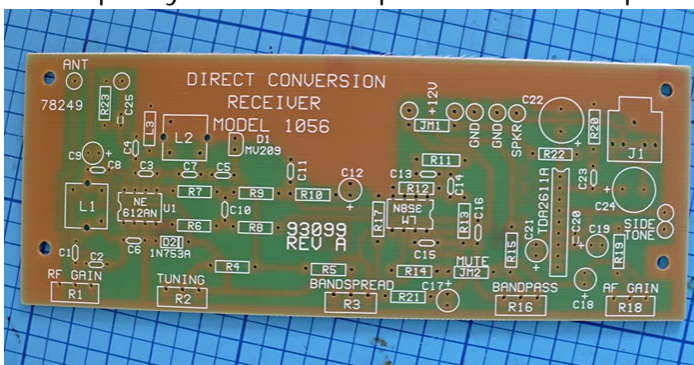 ANT
78249
R23
C25
DIRECT CONVERSION
RECEIVER
MODEL 1056
+12V
GND
GND
SPKR
C22
R20
J1
JM1
C9
C4
L3
L2
D1
MV209
C8
C3
C7
C5
C11
C12
R11
C13
R12
C14
R22
C23
C24
L1
NE
612AN
U1
R7
R9
R10
R17
R13
C16
TDA2611A
C10
R6
R8
93099
REV A
C15
R15
C21
C20
C19
SIDE
TONE
R19
C1
C2
C6
D2
1N753A
R4
R5
R14
MUTE
JM2
C18
RF GAIN
R1
TUNING
R2
BANDSPREAD
R3
R21
C17
BANDPASS
R16
AF GAIN
R18